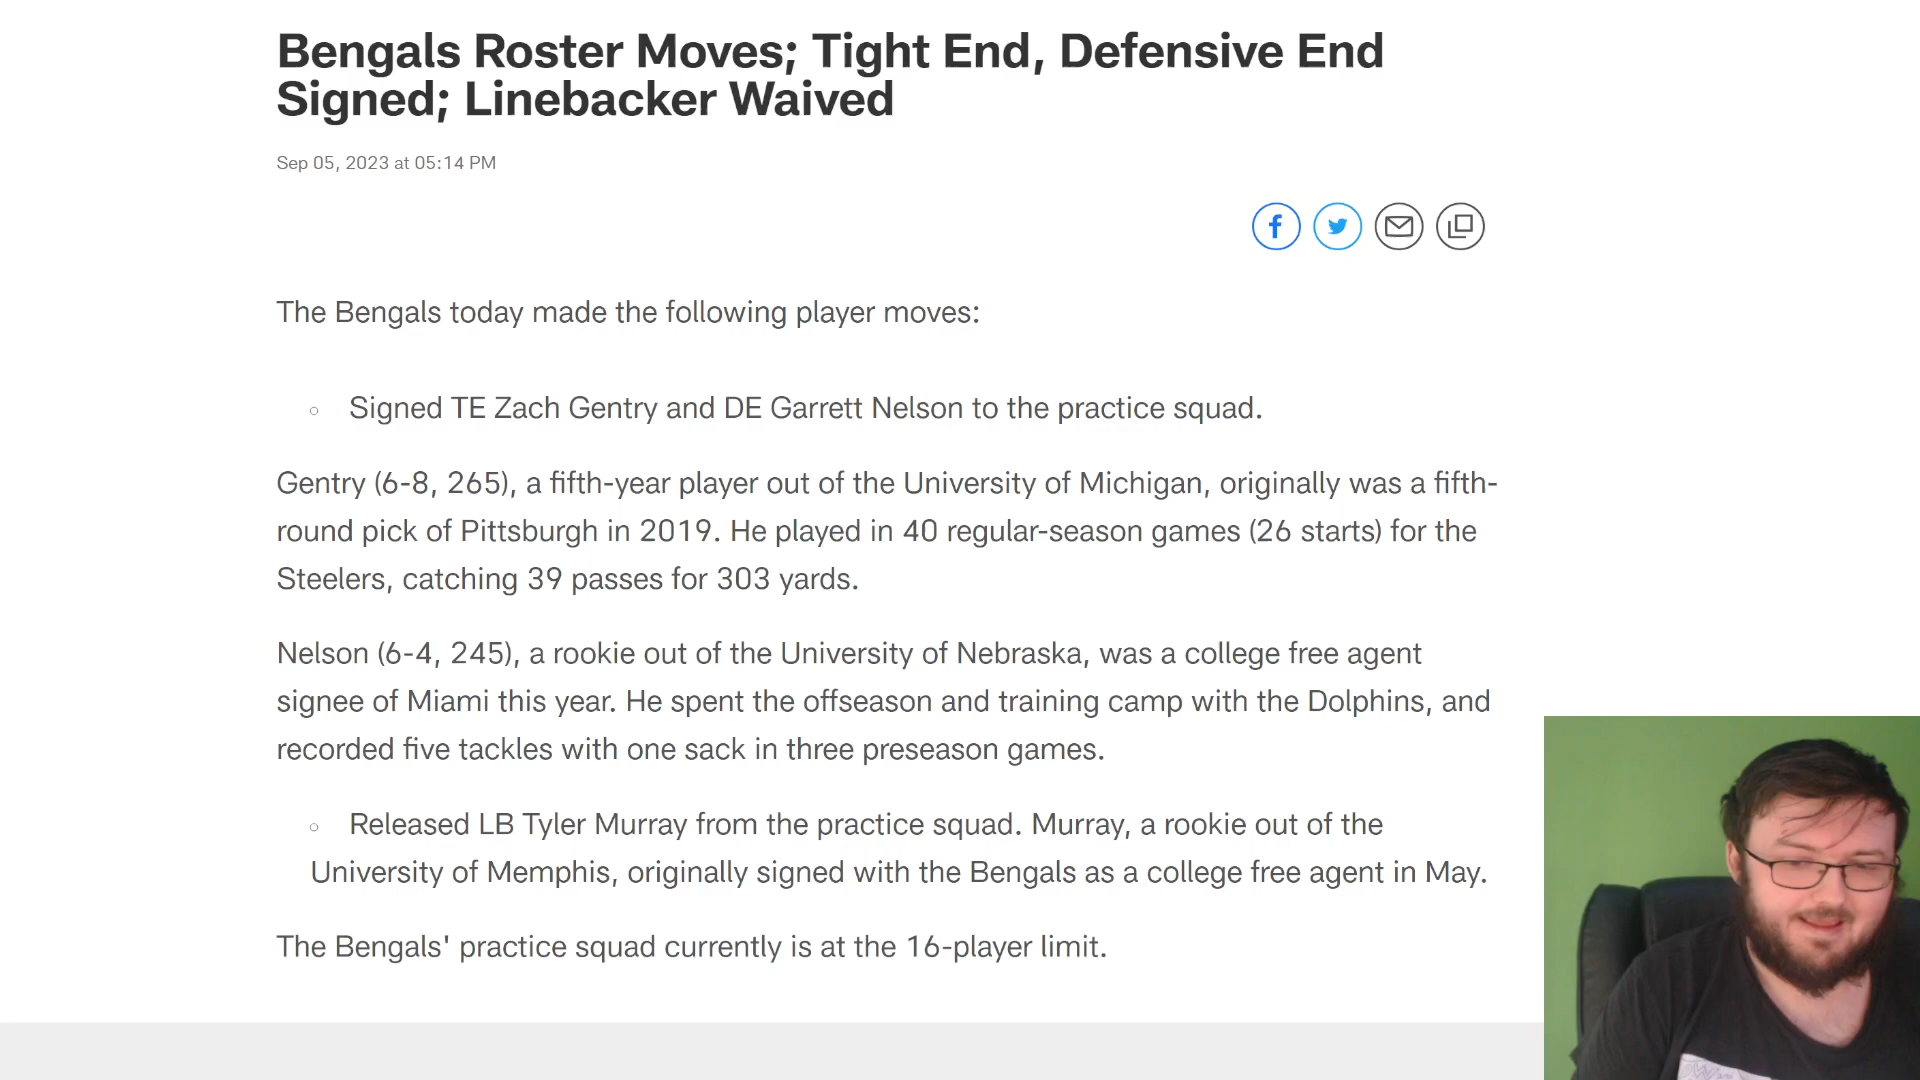 Bengals Roster Moves; Tight End, Defensive End
Signed; Linebacker Waived
Sep 05, 2023 at 05:14 PM
The Bengals today made the following player moves:
Signed TE Zach Gentry and DE Garrett Nelson to the practice squad.
Gentry (6-8, 265), a fifth-year player out of the University of Michigan, originally was a fifth-
round pick of Pittsburgh in 2019. He played in 40 regular-season games (26 starts) for the
Steelers, catching 39 passes for 303 yards.
Nelson (6-4, 245), a rookie out of the University of Nebraska, was a college free agent
signee of Miami this year. He spent the offseason and training camp with the Dolphins, and
recorded five tackles with one sack in three preseason games.
Released LB Tyler Murray from the practice squad. Murray, a rookie out of the
University of Memphis, originally signed with the Bengals as a college free agent in May.
The Bengals' practice squad currently is at the 16-player limit.